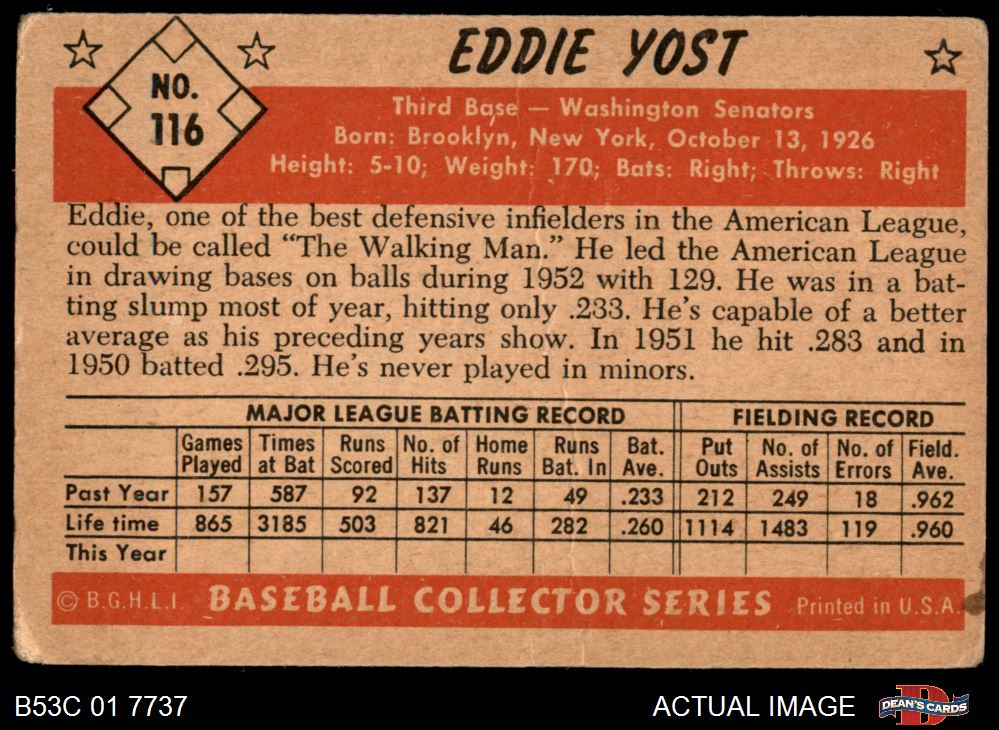 EDDIE YOST
NO.
116
Third Base — Washington Senators
Born: Brooklyn, New York, October 13, 1926
Height: 5-10; Weight: 170; Bats: Right; Throws: Right
Eddie, one of the best defensive infielders in the American League,
could be called "The Walking Man." He led the American League
in drawing bases on balls during 1952 with 129. He was in a bat-
ting slump most of year, hitting only .233. He's capable of a better
average as his preceding years show. In 1951 he hit .283 and in
1950 batted .295. He's never played in minors.
MAJOR LEAGUE BATTING RECORD FIELDING RECORD
Games Times Runs No. of Home Runs Bat. Put No. of No. of Field.
Played at Bat Scored Hits Runs Bat. In Ave. Outs Assists Errors Ave.
Past Year 157 587 92 137 12 49 .233 212 249 18 .962
Life time 865 3185 503 821 46 282 .260 1114 1483 119 .960
This Year
© B.G.H.L.I. BASEBALL COLLECTOR SERIES Printed in U.S.A.
B53C 01 7737 ACTUAL IMAGE DEAN'S CARDS